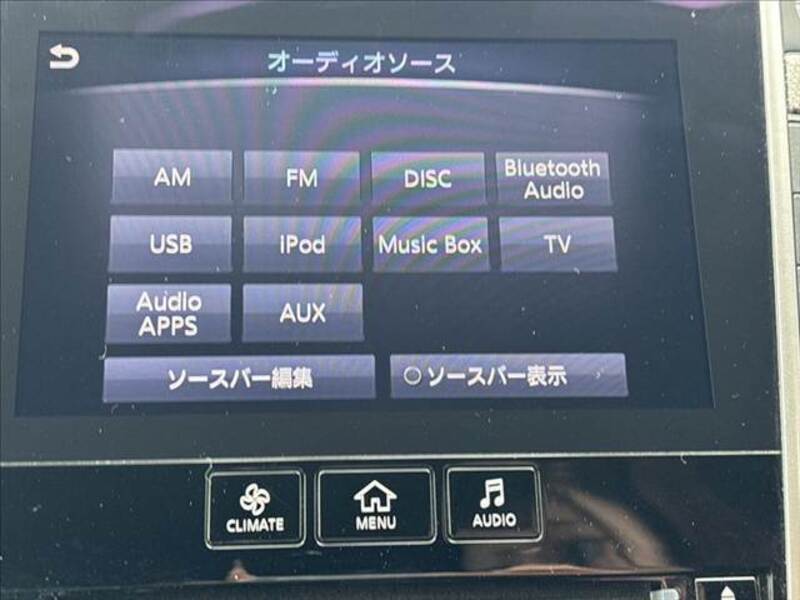 オーディオソース
AM
FM
DISC
Bluetooth
Audio
USB
iPod
Music Box
TV
Audio
APPS
AUX
ソースバー編集
ソースバー表示
CLIMATE
MENU
AUDIO